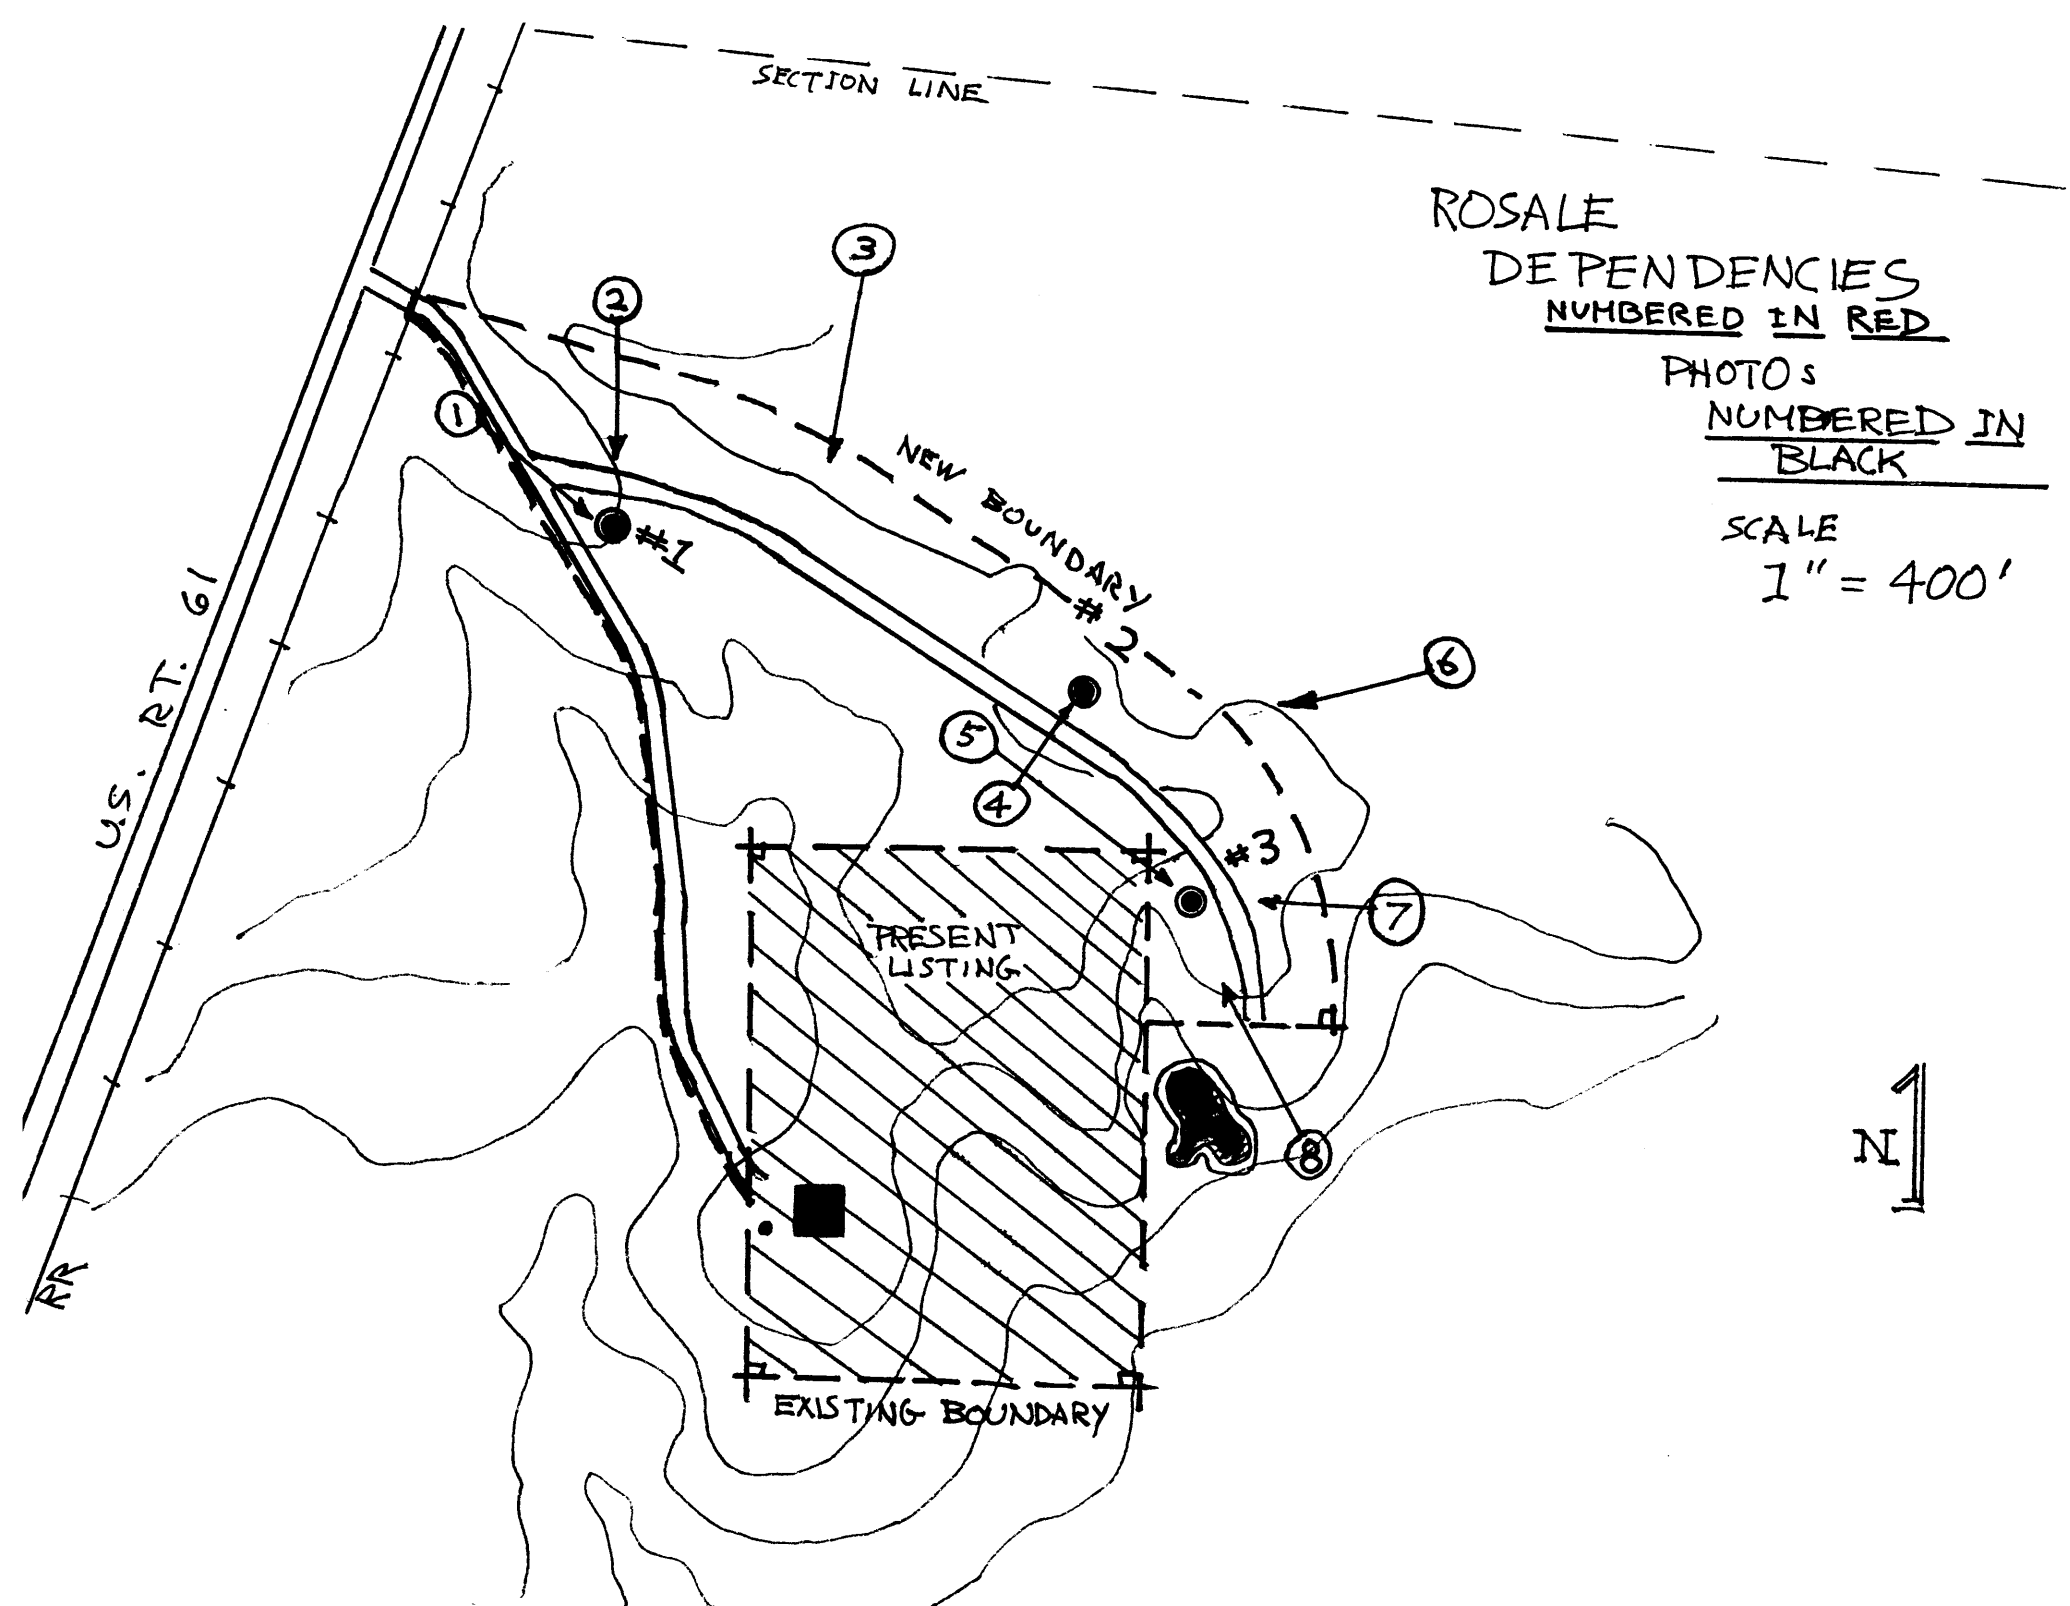 SECTION LINE
ROSALE
DEPENDENCIES
NUMBERED IN RED
PHOTOs
NUMBERED IN
BLACK
SCALE
1" = 400'
3
2
1
#1
NEW BOUNDARY
#2
6
5
4
#3
7
U.S. RT. 61
PRESENT
LISTING
8
N
RR
EXISTING BOUNDARY